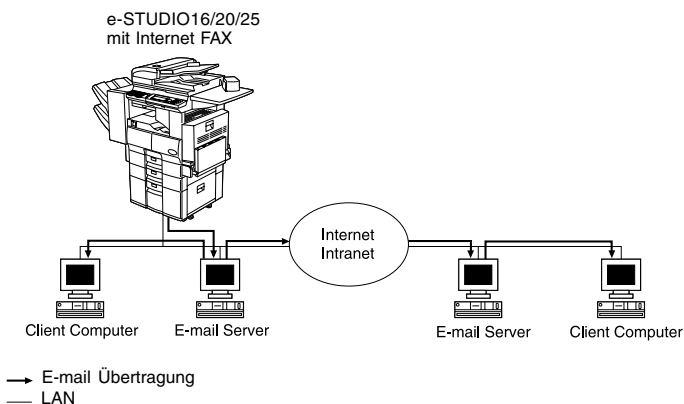 e-STUDIO16/20/25
mit Internet FAX
Internet
Intranet
Client Computer
E-mail Server
E-mail Server
Client Computer
E-mail Übertragung
LAN